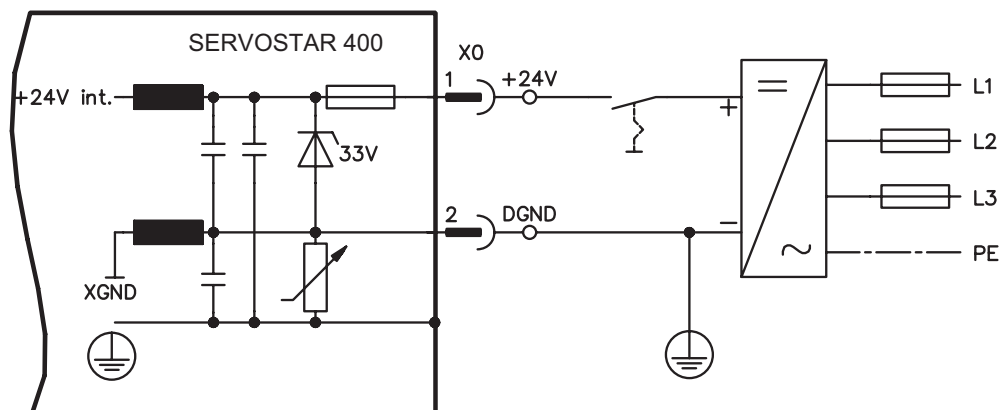 SERVOSTAR 400
X0
1
+24V
+24V int.
L1
+
L2
33V
L3
2
DGND
−
PE
XGND